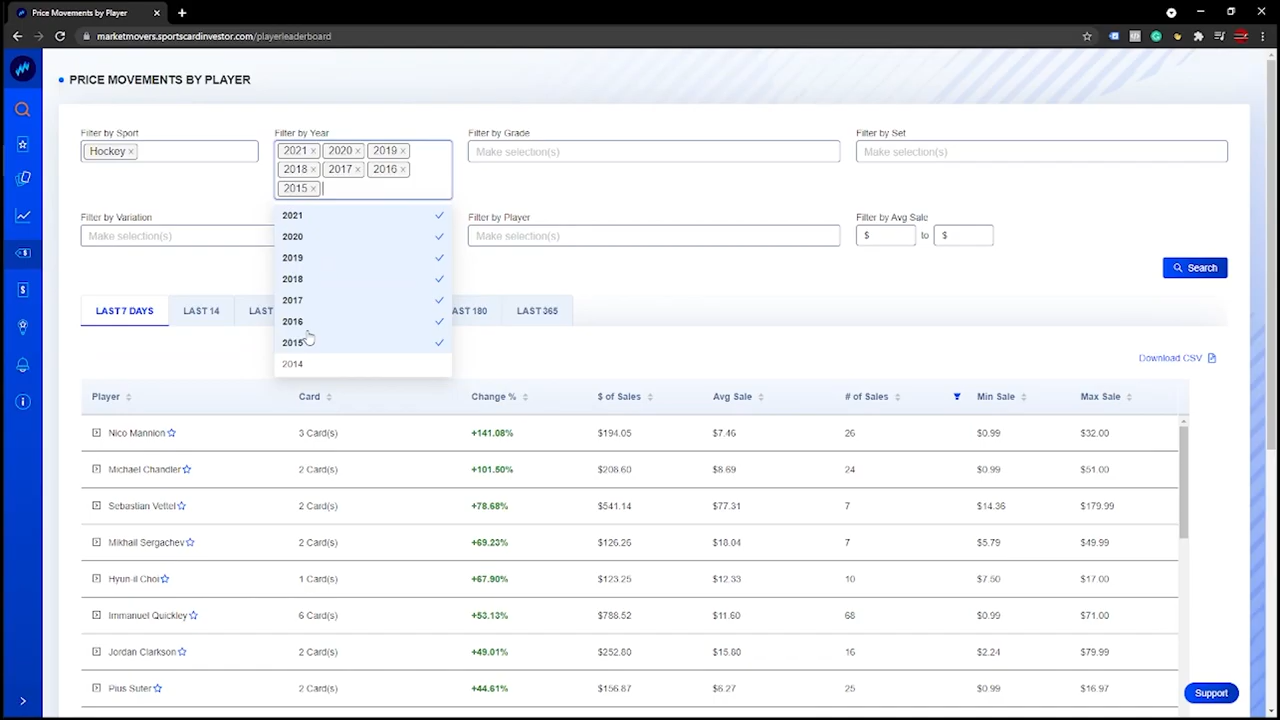 Price Movements by Player
marketmovers.sportscardinvestor.com/playerleaderboard
PRICE MOVEMENTS BY PLAYER
Filter by Sport
Filter by Year
Filter by Grade
Filter by Set
Hockey ×
2021 × 2020 × 2019 ×
2018 × 2017 × 2016 ×
2015 ×
Make selection(s)
Make selection(s)
Filter by Variation
Filter by Player
Filter by Avg Sale
Make selection(s)
Make selection(s)
$ to $
2021
2020
2019
2018
2017
2016
2015
2014
Search
LAST 7 DAYS LAST 14 LAST AST 180 LAST 365
Download CSV
Player Card Change % $ of Sales Avg Sale # of Sales Min Sale Max Sale
Nico Mannion 3 Card(s) +141.08% $194.05 $7.46 26 $0.99 $32.00
Michael Chandler 2 Card(s) +101.50% $208.60 $8.69 24 $0.99 $51.00
Sebastian Vettel 2 Card(s) +78.68% $541.14 $77.31 7 $14.36 $179.99
Mikhail Sergachev 2 Card(s) +69.23% $126.26 $18.04 7 $5.79 $49.99
Hyun-il Choi 1 Card(s) +67.90% $123.25 $12.33 10 $7.50 $17.00
Immanuel Quickley 6 Card(s) +53.13% $788.52 $11.60 68 $0.99 $71.00
Jordan Clarkson 2 Card(s) +49.01% $252.80 $15.80 16 $2.24 $79.99
Pius Suter 2 Card(s) +44.61% $156.87 $6.27 25 $0.99 $16.97
Support